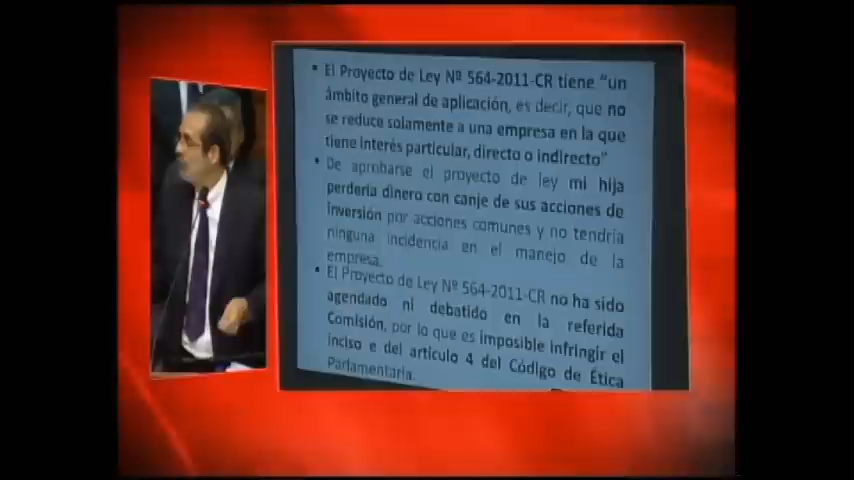 • El Proyecto de Ley Nº 564-2011-CR tiene "un
ámbito general de aplicación, es decir, que no
se reduce solamente a una empresa en la que
tiene interés particular, directo o indirecto"
• De aprobarse el proyecto de ley mi hija
perdería dinero con canje de sus acciones de
inversión por acciones comunes y no tendría
ninguna incidencia en el manejo de la
empresa.
• El Proyecto de Ley Nº 564-2011-CR no ha sido
agendado ni debatido en la referida
Comisión, por lo que es imposible infringir el
inciso e del artículo 4 del Código de Ética
Parlamentaria.